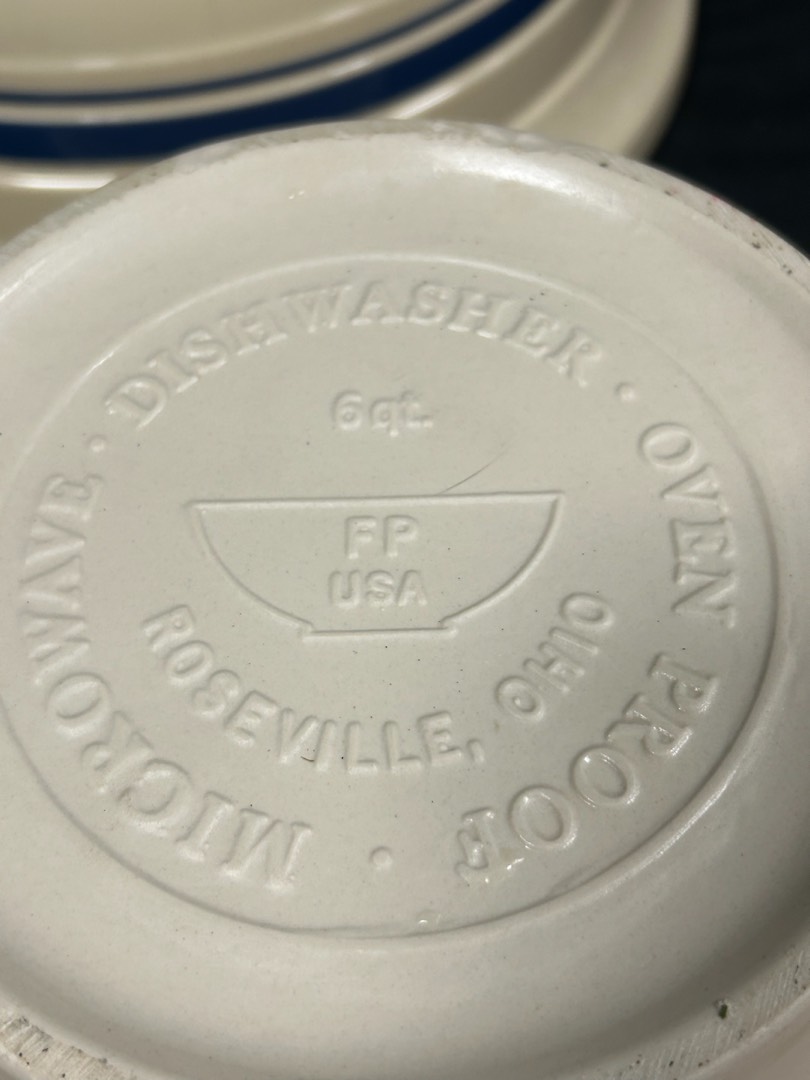 MICROWAVE · DISHWASHER · OVEN PROOF ·
6qt.
FP
USA
ROSEVILLE, OHIO